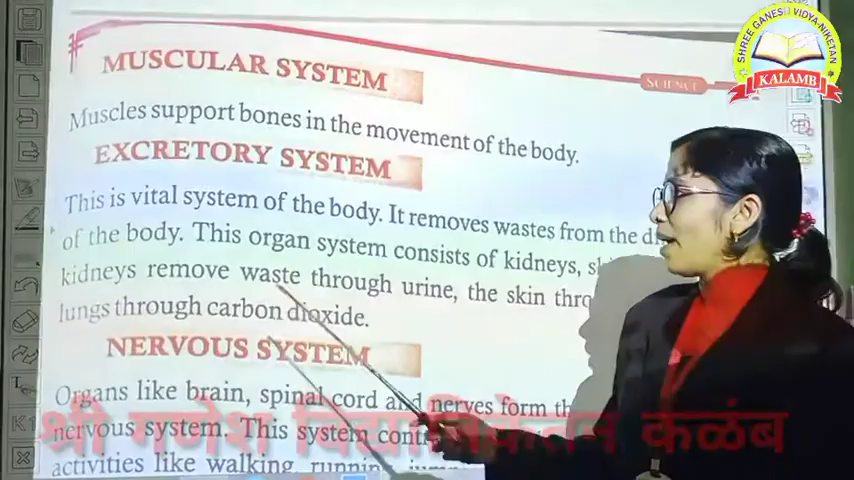 SHREE GANESH VIDYA-NIKETAN
KALAMB
SCIENCE
MUSCULAR SYSTEM
Muscles support bones in the movement of the body.
EXCRETORY SYSTEM
This is vital system of the body. It removes wastes from the
of the body. This organ system consists of kidneys,
kidneys remove waste through urine, the skin
lungs through carbon dioxide.
NERVOUS SYSTEM
Organs like brain, spinal cord and nerves form
nervous system. This system
activities like walking, running,
श्री गणेश विद्यानिकेतन कळंब